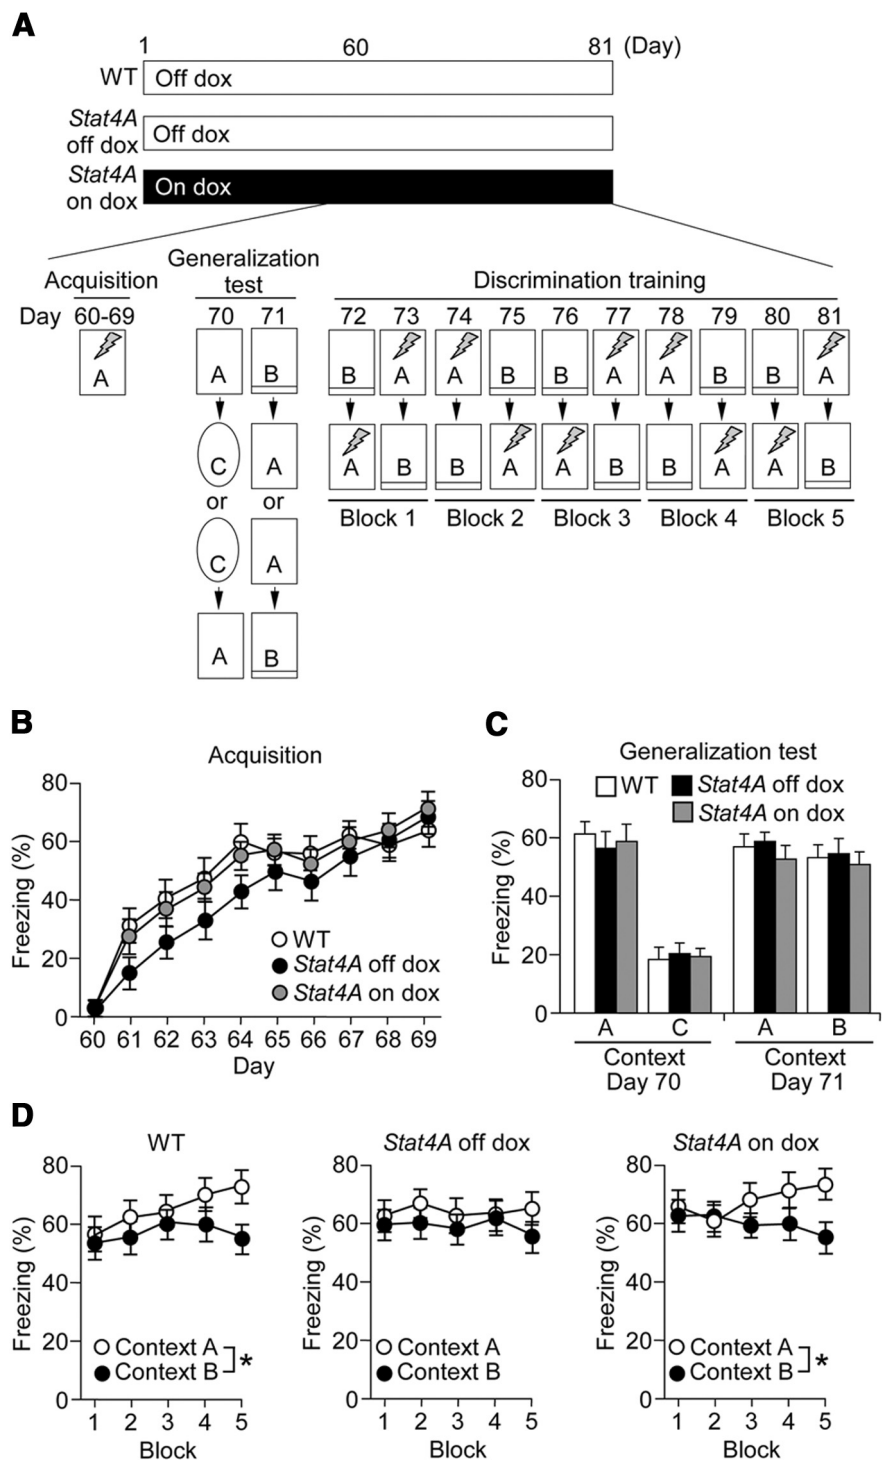 A
1 60 81 (Day)
WT Off dox
Stat4A
off dox Off dox
Stat4A
on dox On dox
Acquisition
Generalization
test
Discrimination training
Day 60-69 70 71 72 73 74 75 76 77 78 79 80 81
A A B B A A B B A A B B A
C A A B B A A B B A A B
or or
C A
A B
Block 1 Block 2 Block 3 Block 4 Block 5
B
Acquisition
Freezing (%)
80
60
40
20
0
WT
Stat4A off dox
Stat4A on dox
60 61 62 63 64 65 66 67 68 69
Day
C
Generalization test
Freezing (%)
80
60
40
20
0
WT Stat4A off dox
Stat4A on dox
A C A B
Context
Day 70
Context
Day 71
D
WT
Freezing (%)
80
60
40
20
0
Context A
Context B
*
1 2 3 4 5
Block
Stat4A off dox
Freezing (%)
80
60
40
20
0
Context A
Context B
1 2 3 4 5
Block
Stat4A on dox
Freezing (%)
80
60
40
20
0
Context A
Context B
*
1 2 3 4 5
Block